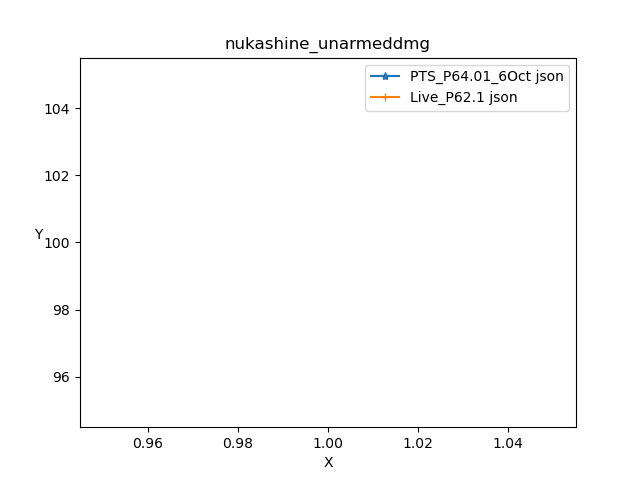 nukashine_unarmeddmg
PTS_P64.01_6Oct json
Live_P62.1 json
104
102
Y
100
98
96
0.96 0.98 1.00 1.02 1.04
X